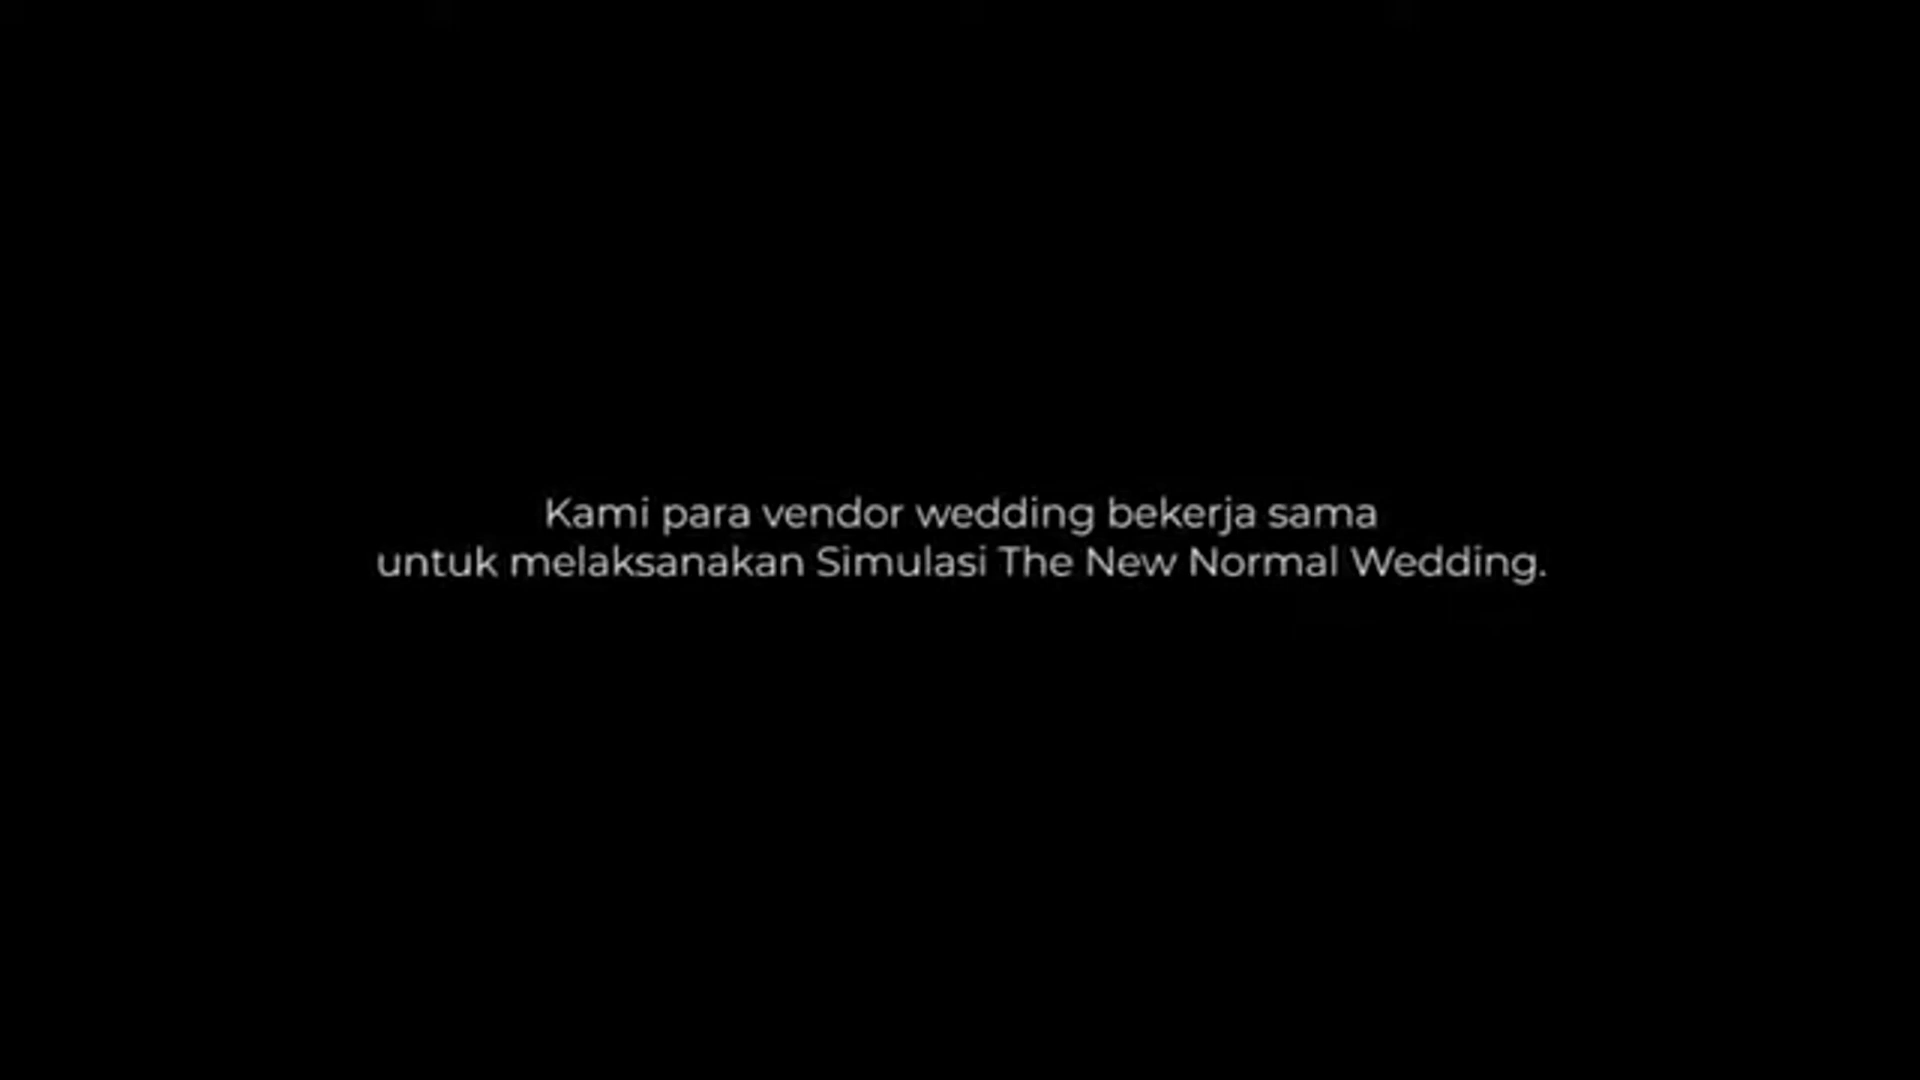 Kami para vendor wedding bekerja sama
untuk melaksanakan Simulasi The New Normal Wedding.